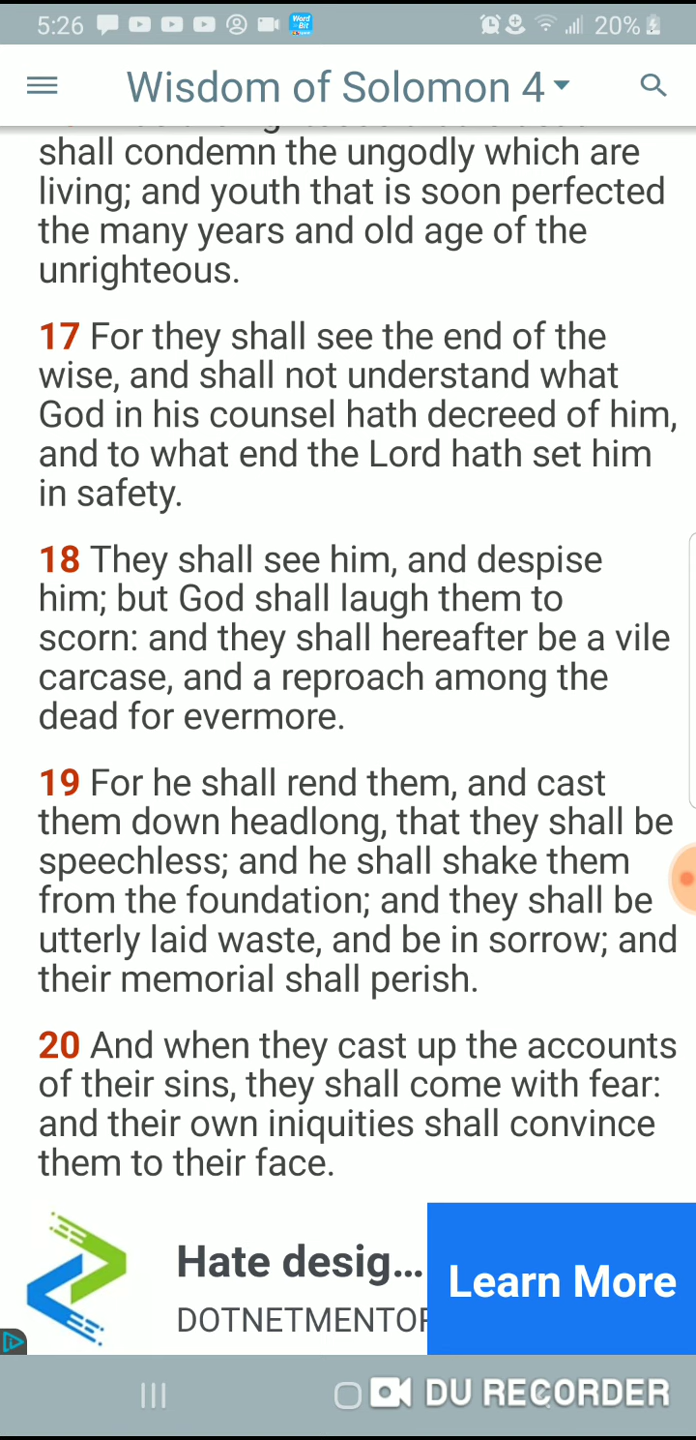 5:26
Word
Bit
20%
Wisdom of Solomon 4
shall condemn the ungodly which are
living; and youth that is soon perfected
the many years and old age of the
unrighteous.
17 For they shall see the end of the
wise, and shall not understand what
God in his counsel hath decreed of him,
and to what end the Lord hath set him
in safety.
18 They shall see him, and despise
him; but God shall laugh them to
scorn: and they shall hereafter be a vile
carcase, and a reproach among the
dead for evermore.
19 For he shall rend them, and cast
them down headlong, that they shall be
speechless; and he shall shake them
from the foundation; and they shall be
utterly laid waste, and be in sorrow; and
their memorial shall perish.
20 And when they cast up the accounts
of their sins, they shall come with fear:
and their own iniquities shall convince
them to their face.
Hate desig...
DOTNETMENTOR
Learn More
DU RECORDER